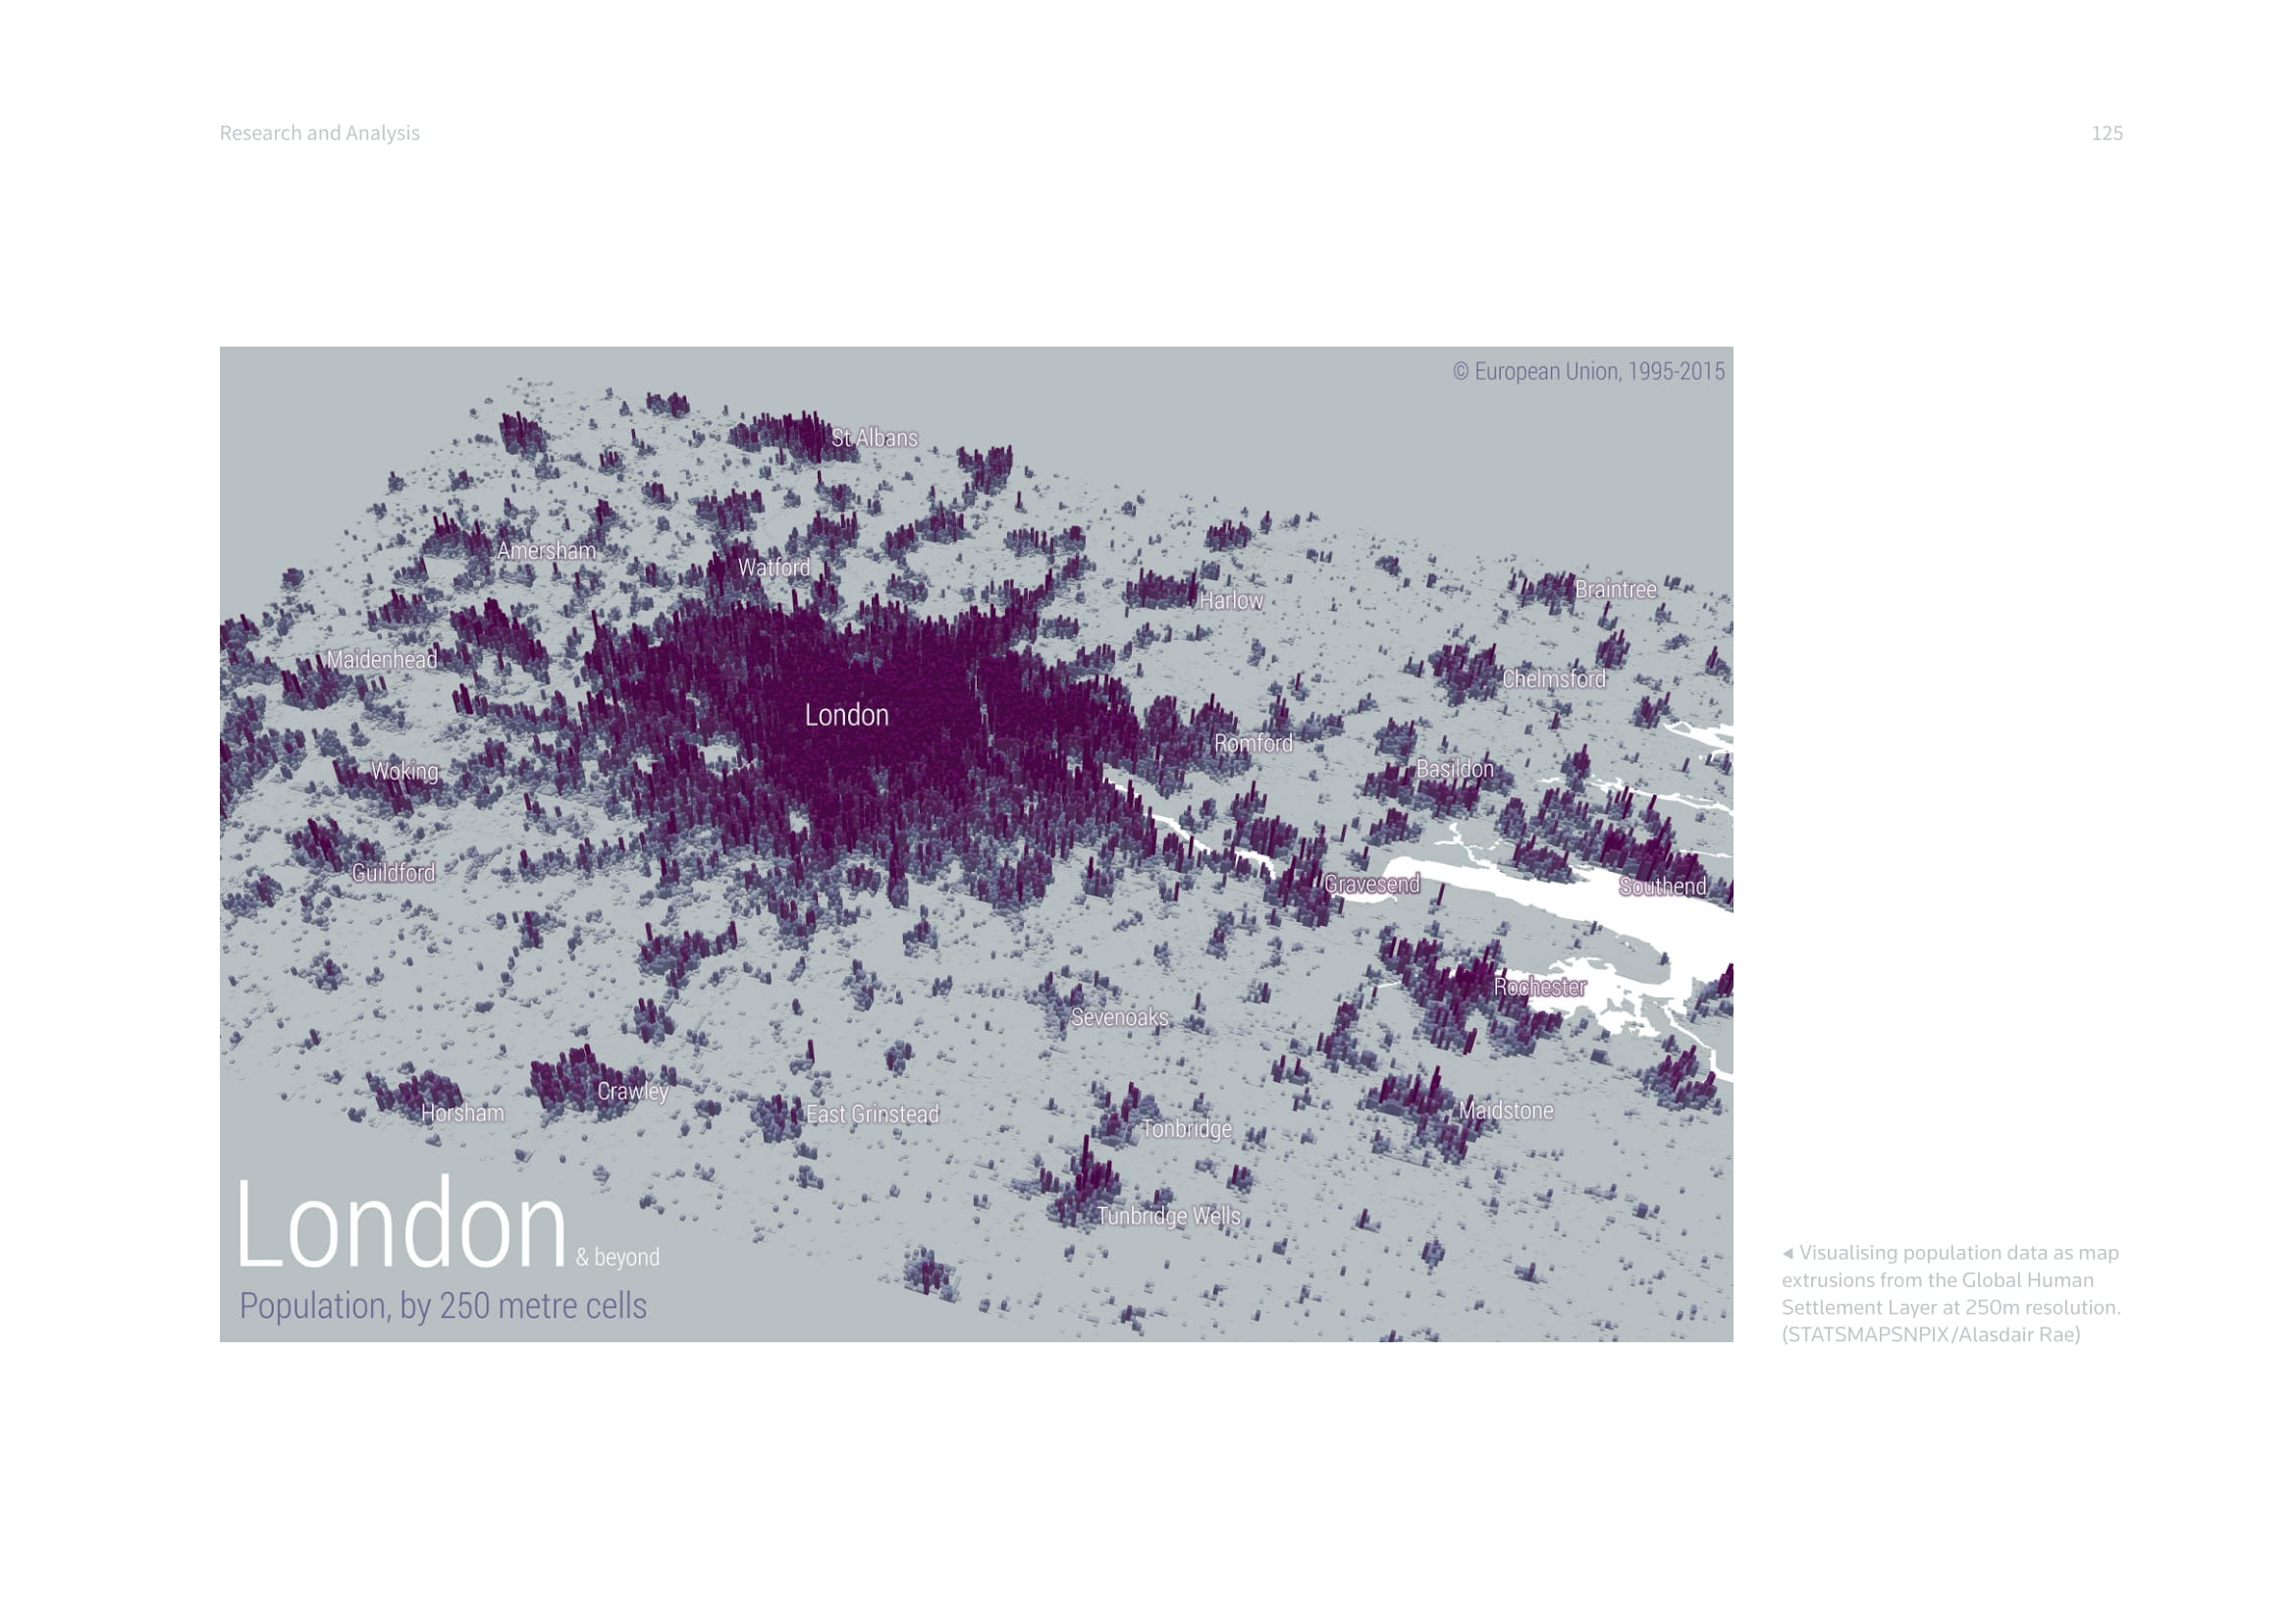 Research and Analysis
125
© European Union, 1995-2015
St Albans
Amersham
Watford
Braintree
Harlow
Maidenhead
Chelmsford
London
Romford
Woking
Basildon
Guildford
Gravesend
Southend
Rochester
Sevenoaks
Crawley
Horsham
East Grinstead
Maidstone
Tonbridge
Tunbridge Wells
London & beyond
Population, by 250 metre cells
◂ Visualising population data as map
extrusions from the Global Human
Settlement Layer at 250m resolution.
(STATSMAPSNPIX/Alasdair Rae)